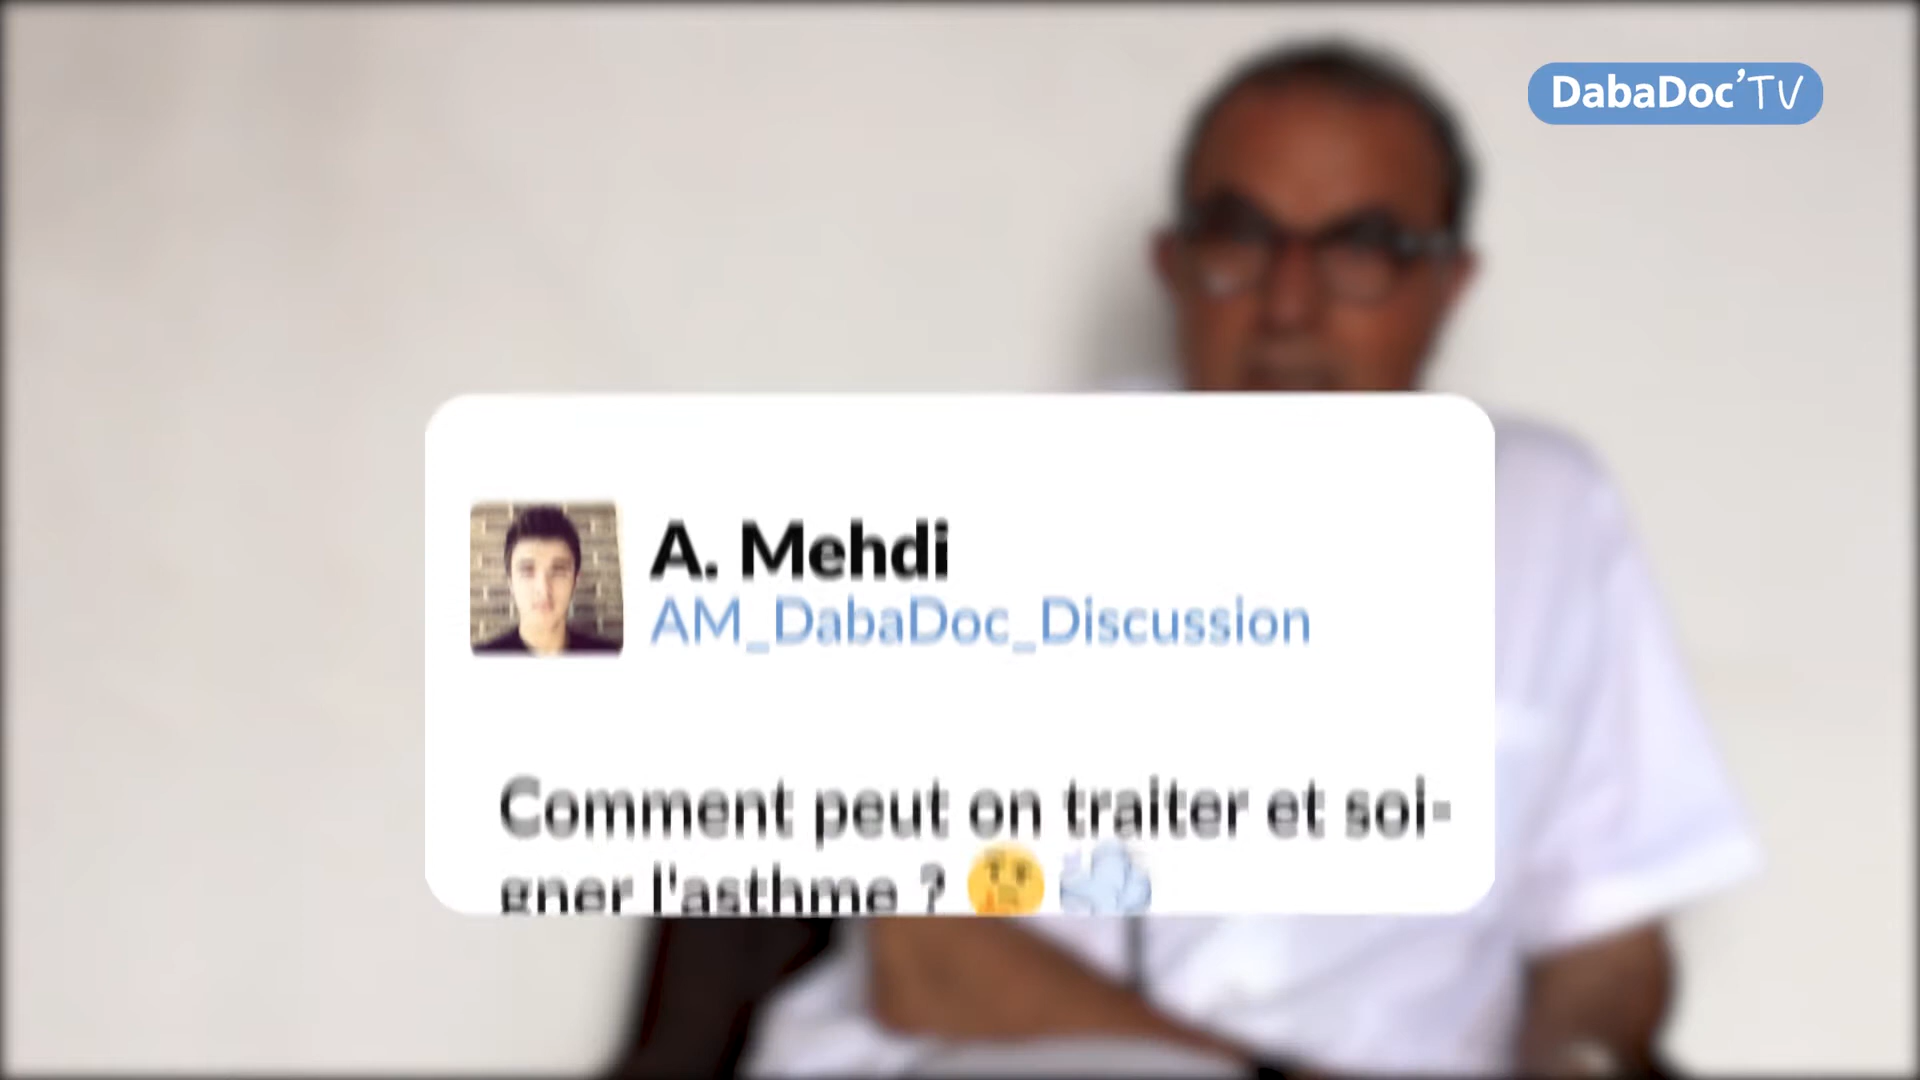 DabaDoc'TV
A. Mehdi
AM_DabaDoc_Discussion
Comment peut on traiter et soi-
gner l'asthme ? 🤔 💨